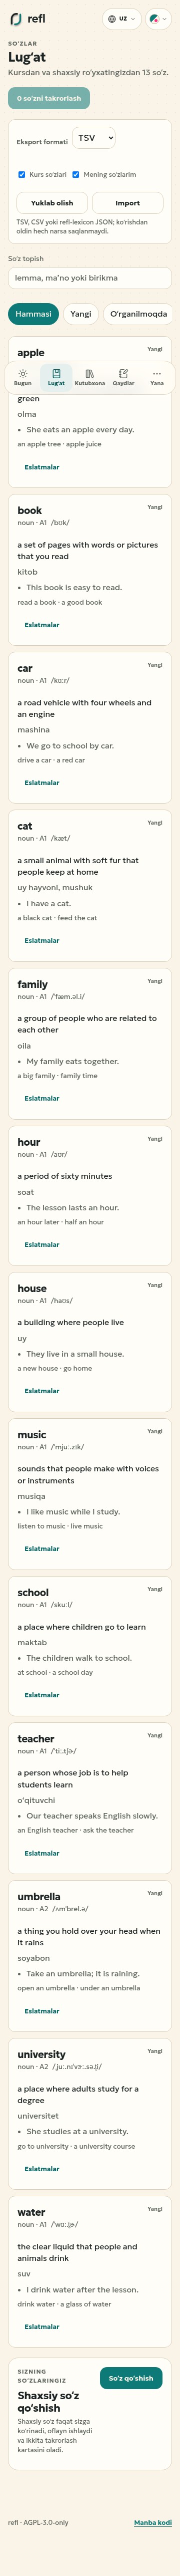 refl
UZ
SO‘ZLAR
Lug‘at
Kursdan va shaxsiy ro‘yxatingizdan 13 so‘z.
0 so‘zni takrorlash
Eksport formati
TSV
Kurs so‘zlari
Mening so‘zlarim
Yuklab olish
Import
TSV, CSV yoki refl-lexicon JSON; ko‘rishdan
oldin hech narsa saqlanmaydi.
So‘z topish
lemma, ma’no yoki birikma
Hammasi
Yangi
O‘rganilmoqda
apple
Yangi
Bugun
Lug‘at
Kutubxona
Qaydlar
Yana
green
olma
• She eats an apple every day.
an apple tree · apple juice
Eslatmalar
book
Yangi
noun · A1 /bʊk/
a set of pages with words or pictures
that you read
kitob
• This book is easy to read.
read a book · a good book
Eslatmalar
car
Yangi
noun · A1 /kɑːr/
a road vehicle with four wheels and
an engine
mashina
• We go to school by car.
drive a car · a red car
Eslatmalar
cat
Yangi
noun · A1 /kæt/
a small animal with soft fur that
people keep at home
uy hayvoni, mushuk
• I have a cat.
a black cat · feed the cat
Eslatmalar
family
Yangi
noun · A1 /ˈfæm.əl.i/
a group of people who are related to
each other
oila
• My family eats together.
a big family · family time
Eslatmalar
hour
Yangi
noun · A1 /aʊr/
a period of sixty minutes
soat
• The lesson lasts an hour.
an hour later · half an hour
Eslatmalar
house
Yangi
noun · A1 /haʊs/
a building where people live
uy
• They live in a small house.
a new house · go home
Eslatmalar
music
Yangi
noun · A1 /ˈmjuː.zɪk/
sounds that people make with voices
or instruments
musiqa
• I like music while I study.
listen to music · live music
Eslatmalar
school
Yangi
noun · A1 /skuːl/
a place where children go to learn
maktab
• The children walk to school.
at school · a school day
Eslatmalar
teacher
Yangi
noun · A1 /ˈtiː.tʃɚ/
a person whose job is to help
students learn
o‘qituvchi
• Our teacher speaks English slowly.
an English teacher · ask the teacher
Eslatmalar
umbrella
Yangi
noun · A2 /ʌmˈbrel.ə/
a thing you hold over your head when
it rains
soyabon
• Take an umbrella; it is raining.
open an umbrella · under an umbrella
Eslatmalar
university
Yangi
noun · A2 /ˌjuː.nɪˈvɝː.sə.t̬i/
a place where adults study for a
degree
universitet
• She studies at a university.
go to university · a university course
Eslatmalar
water
Yangi
noun · A1 /ˈwɑː.t̬ɚ/
the clear liquid that people and
animals drink
suv
• I drink water after the lesson.
drink water · a glass of water
Eslatmalar
SIZNING
SO‘ZLARINGIZ
Shaxsiy so‘z
qo‘shish
Shaxsiy so‘z faqat sizga
ko‘rinadi, oflayn ishlaydi
va ikkita takrorlash
kartasini oladi.
So‘z qo‘shish
refl · AGPL-3.0-only
Manba kodi